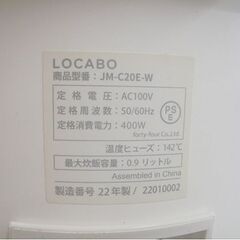 LOCABO
商品型番: JM-C20E-W
定格電圧: AC100V
定格周波数: 50/60Hz
定格消費電力: 400W
PS
E
forty-four Co.,Ltd.
温度ヒューズ: 142℃
最大炊飯容量: 0.9 リットル
Assembled in China
製造番号 22年製 / 22010002